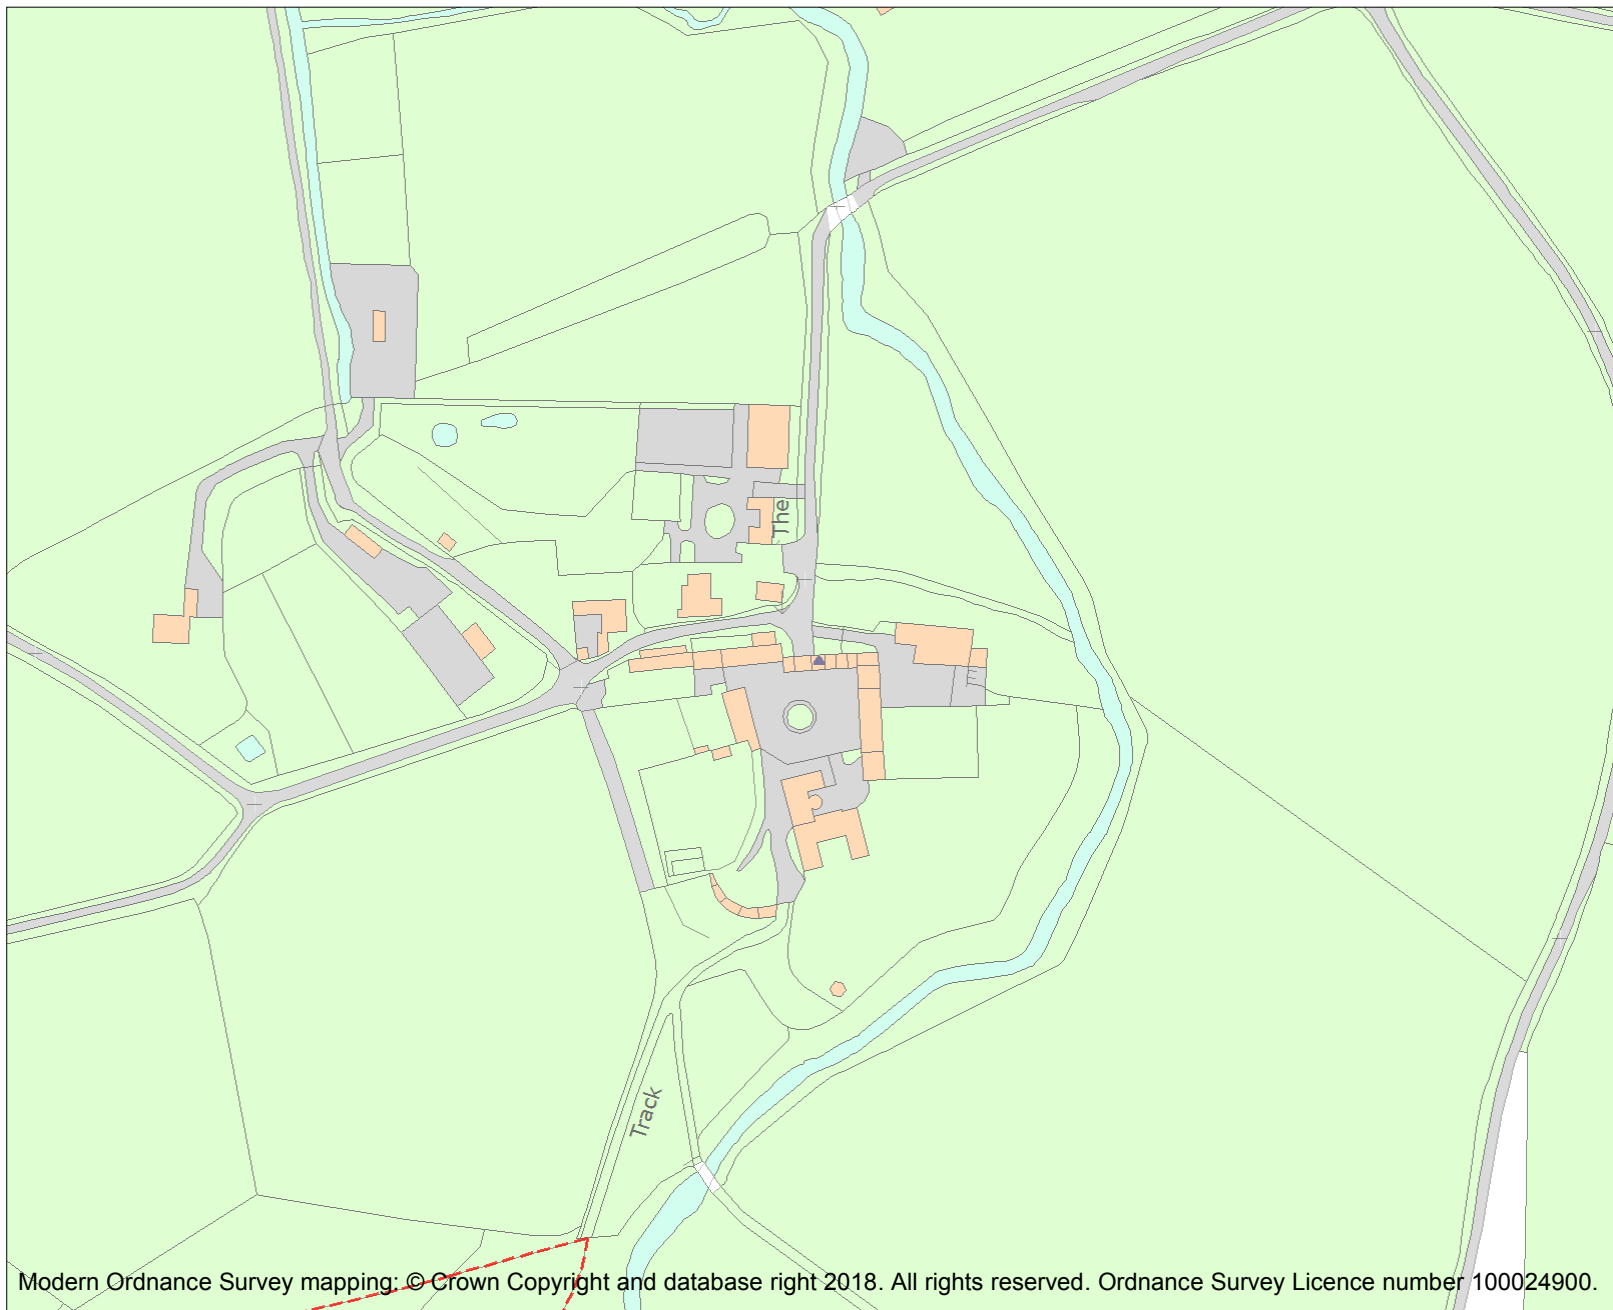 The
Track
Modern Ordnance Survey mapping: © Crown Copyright and database right 2018. All rights reserved. Ordnance Survey Licence number 100024900.